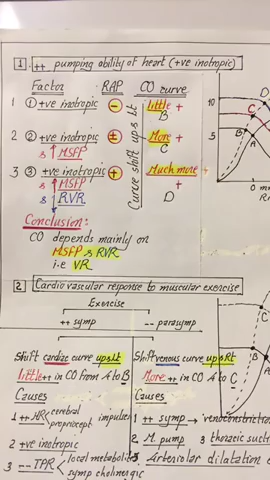 1 ++ pumping ability of heart (+ve inotropic)
Factor RAP CO curve
1 ① +ve inotropic − little +
B
2 ② +ve inotropic ± More +
& MSFP C
3 ③ +ve inotropic + Much more +
& MSFP
& RVR D
Curve shift up & lt
10
5
D
C
B
A
0
Conclusion:
CO depends mainly on
MSFP & RVR
i.e VR
2 Cardiovascular response to muscular exercise
Exercise
++ symp -- parasymp
Shift cardiac curve up & Lt Shift venous curve up & Rt
little ++ in CO from A to B More ++ in CO A to C
Causes Causes
1 ++ HR cerebral propriocept impulses 1 ++ symp → venoconstriction
2 +ve inotropic 2 M. pump & thoracic suct
3 -- TPR local metabolites symp cholinergic 3 Arteriolar dilatation
C
B
A